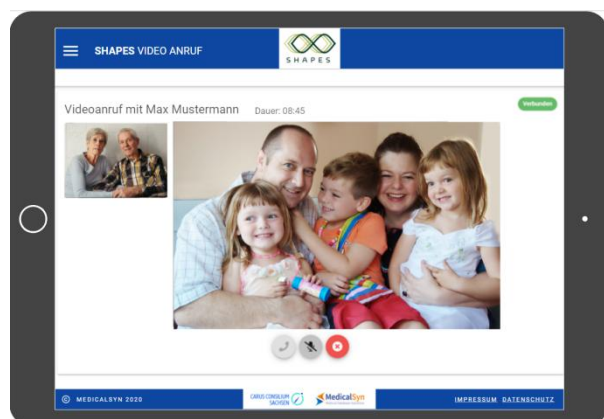 SHAPES VIDEO ANRUF
SHAPES
Videoanruf mit Max Mustermann Dauer: 08:45
Verbunden
© MEDICALSYN 2020
CARUS CONSILIUM
SACHSEN
MedicalSyn
IMPRESSUM DATENSCHUTZ